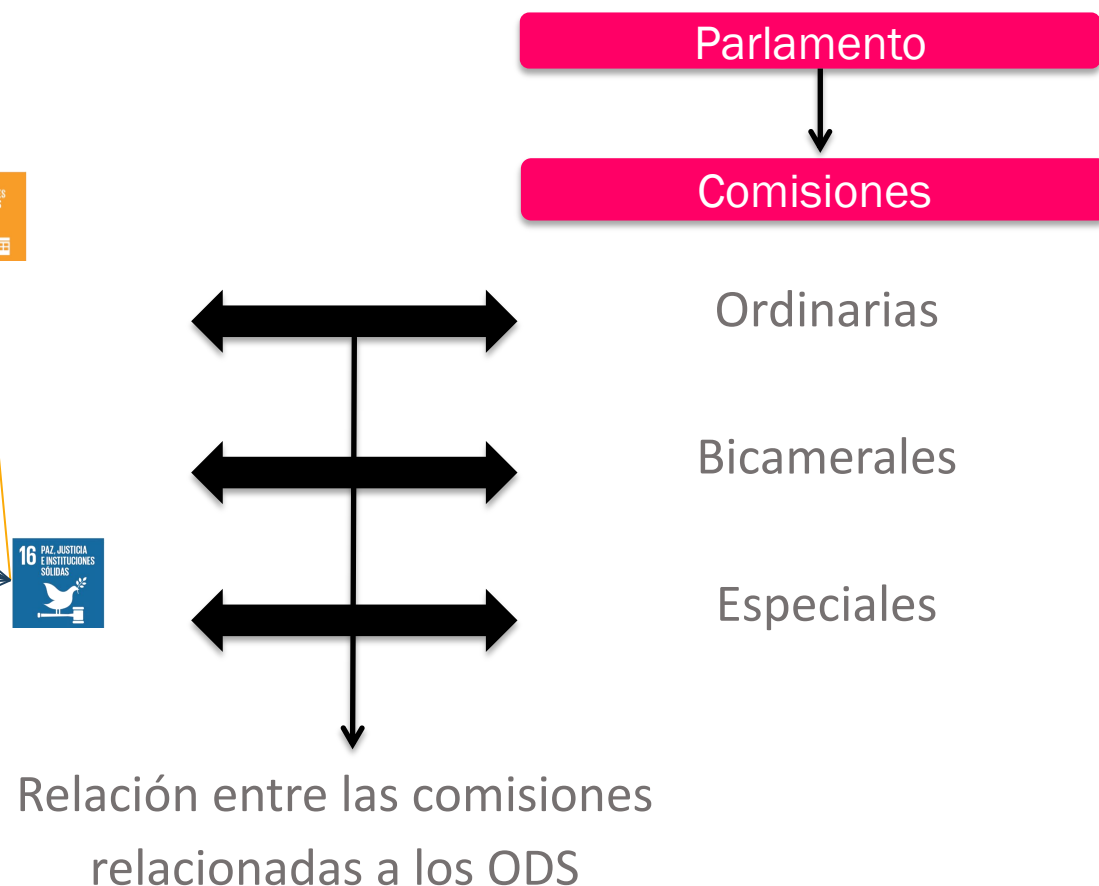 Parlamento
Comisiones
Ordinarias
Bicamerales
16 PAZ, JUSTICIA
E INSTITUCIONES
SÓLIDAS
Especiales
Relación entre las comisiones
relacionadas a los ODS